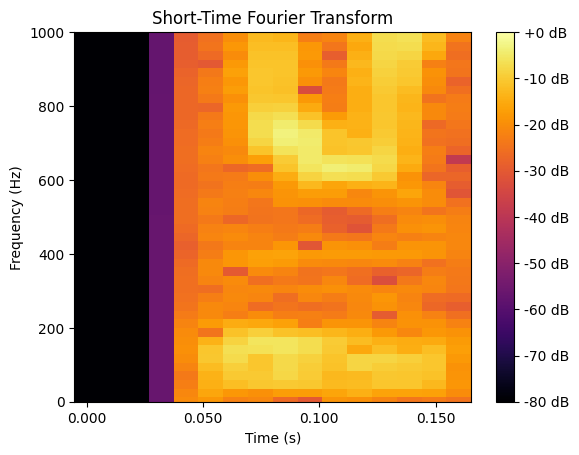 Short-Time Fourier Transform
1000
800
600
400
200
0
Frequency (Hz)
0.000
0.050
0.100
0.150
Time (s)
+0 dB
-10 dB
-20 dB
-30 dB
-40 dB
-50 dB
-60 dB
-70 dB
-80 dB